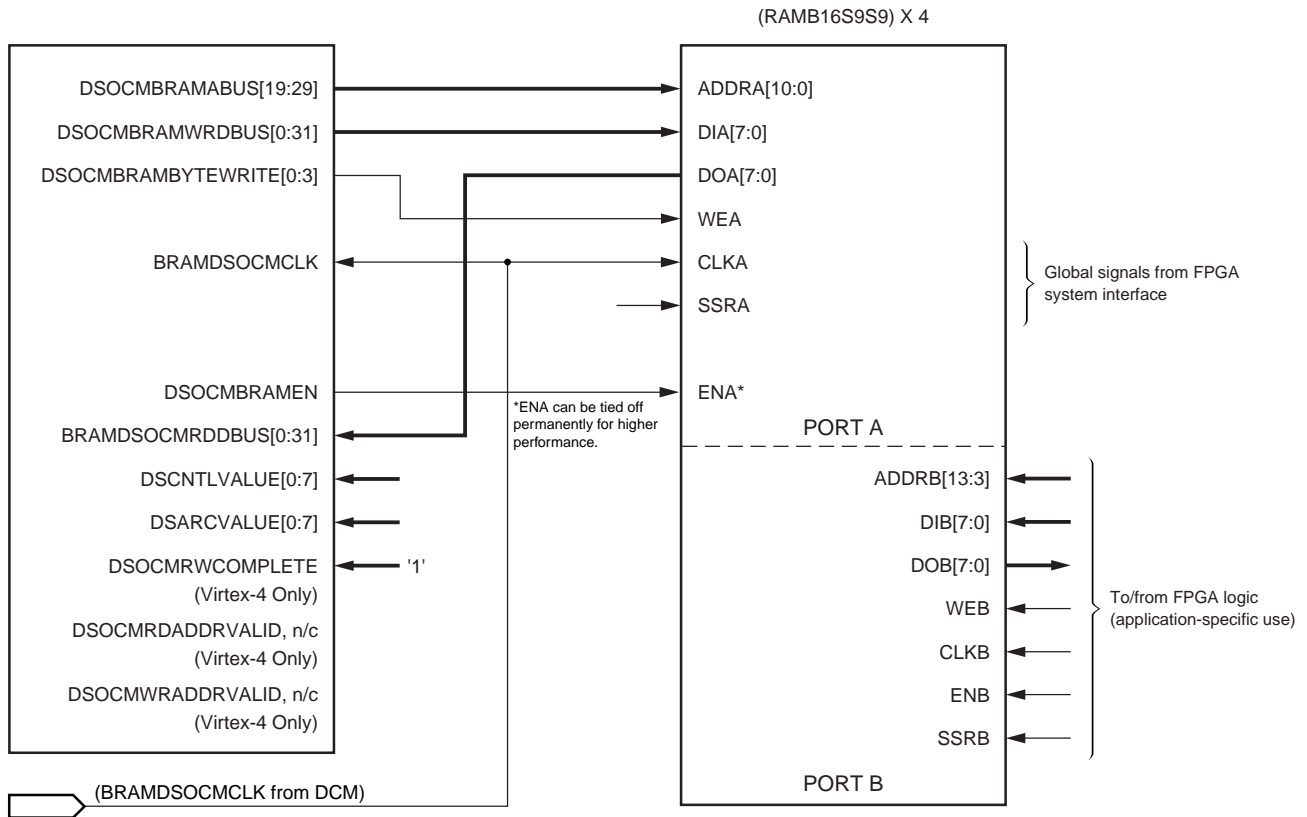 (RAMB16S9S9) X 4
DSOCMBRAMABUS[19:29]
DSOCMBRAMWRDBUS[0:31]
DSOCMBRAMBYTEWRITE[0:3]
BRAMDSOCMCLK
DSOCMBRAMEN
BRAMDSOCMRDDBUS[0:31]
DSCNTLVALUE[0:7]
DSARCVALUE[0:7]
DSOCMRWCOMPLETE
(Virtex-4 Only)
DSOCMRDADDRVALID, n/c
(Virtex-4 Only)
DSOCMWRADDRVALID, n/c
(Virtex-4 Only)
'1'
(BRAMDSOCMCLK from DCM)
*ENA can be tied off
permanently for higher
performance.
ADDRA[10:0]
DIA[7:0]
DOA[7:0]
WEA
CLKA
SSRA
ENA*
PORT A
ADDRB[13:3]
DIB[7:0]
DOB[7:0]
WEB
CLKB
ENB
SSRB
PORT B
Global signals from FPGA
system interface
To/from FPGA logic
(application-specific use)